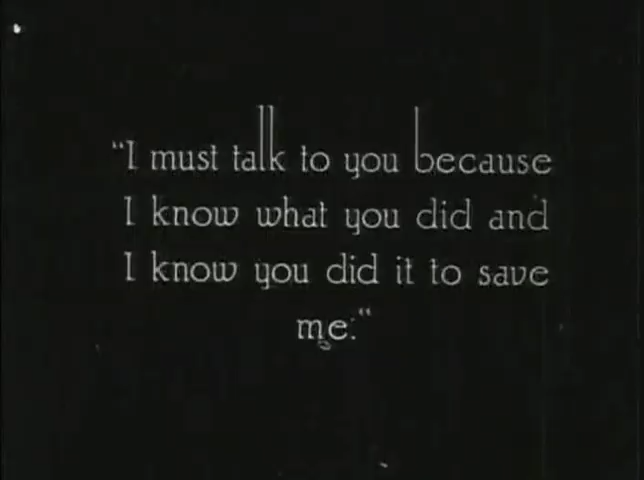 “I must talk to you because
I know what you did and
I know you did it to save
me.“